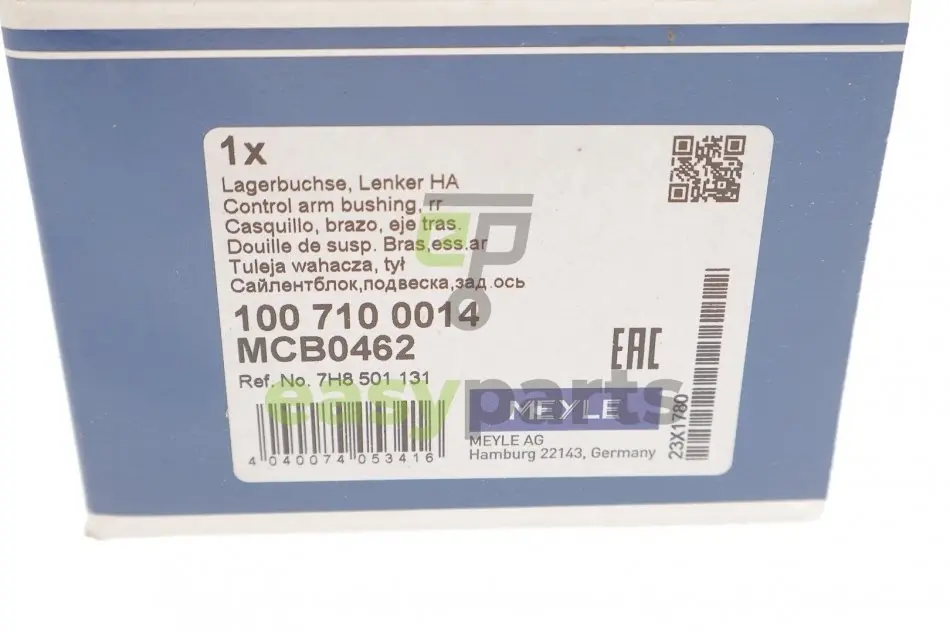 1x
Lagerbuchse, Lenker HA
Control arm bushing, rr
Casquillo, brazo, eje tras.
Douille de susp. Bras,ess.ar
Tuleja wahacza, tył
Сайлентблок,подвеска,зад.ось
100 710 0014
MCB0462
Ref. No. 7H8 501 131
EAC
easyparts
MEYLE
MEYLE AG
Hamburg 22143, Germany
4 040074 053416
23X1780
ep